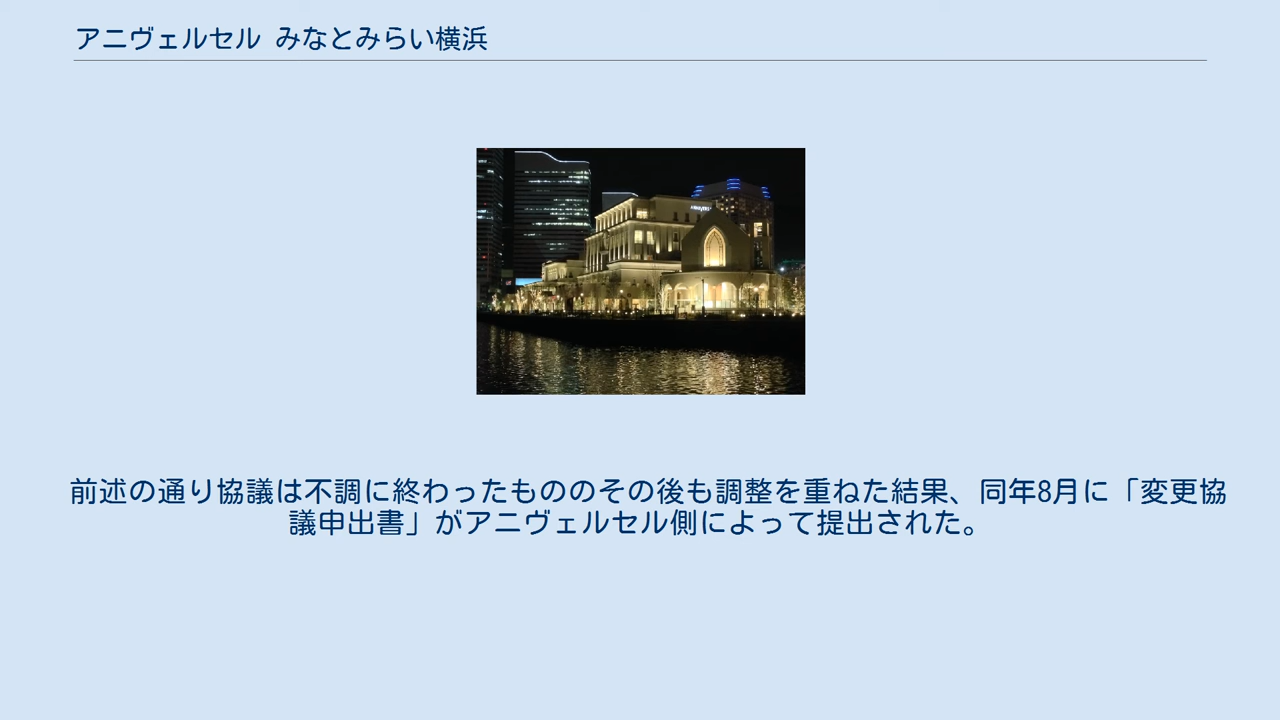 アニヴェルセル みなとみらい横浜
前述の通り協議は不調に終わったもののその後も調整を重ねた結果、同年8月に「変更協
議申出書」がアニヴェルセル側によって提出された。